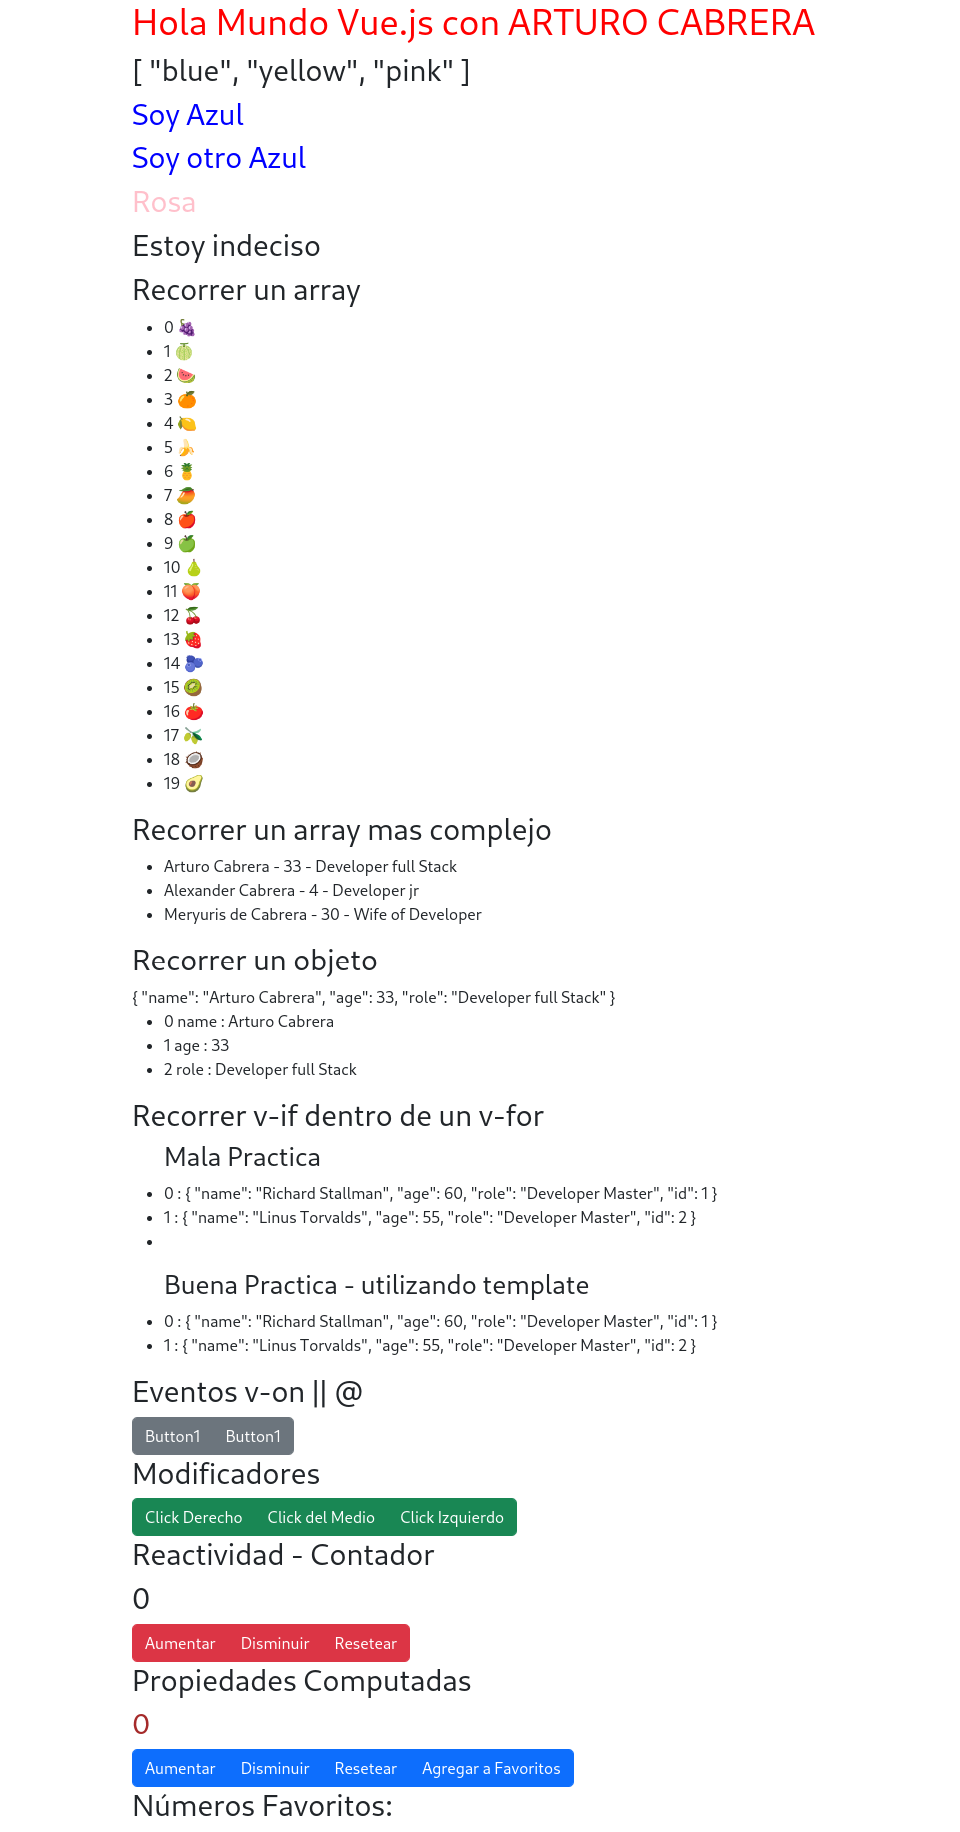 Hola Mundo Vue.js con ARTURO CABRERA
[ "blue", "yellow", "pink" ]
Soy Azul
Soy otro Azul
Rosa
Estoy indeciso
Recorrer un array
0 🍇
1 🍈
2 🍉
3 🍊
4 🍋
5 🍌
6 🍍
7 🥭
8 🍎
9 🍏
10 🍐
11 🍑
12 🍒
13 🍓
14 🫐
15 🥝
16 🍅
17 🫒
18 🥥
19 🥑
Recorrer un array mas complejo
Arturo Cabrera - 33 - Developer full Stack
Alexander Cabrera - 4 - Developer jr
Meryuris de Cabrera - 30 - Wife of Developer
Recorrer un objeto
{ "name": "Arturo Cabrera", "age": 33, "role": "Developer full Stack" }
0 name : Arturo Cabrera
1 age : 33
2 role : Developer full Stack
Recorrer v-if dentro de un v-for
Mala Practica
0 : { "name": "Richard Stallman", "age": 60, "role": "Developer Master", "id": 1 }
1 : { "name": "Linus Torvalds", "age": 55, "role": "Developer Master", "id": 2 }
Buena Practica - utilizando template
0 : { "name": "Richard Stallman", "age": 60, "role": "Developer Master", "id": 1 }
1 : { "name": "Linus Torvalds", "age": 55, "role": "Developer Master", "id": 2 }
Eventos v-on || @
Button1 Button1
Modificadores
Click Derecho Click del Medio Click Izquierdo
Reactividad - Contador
0
Aumentar Disminuir Resetear
Propiedades Computadas
0
Aumentar Disminuir Resetear Agregar a Favoritos
Números Favoritos: